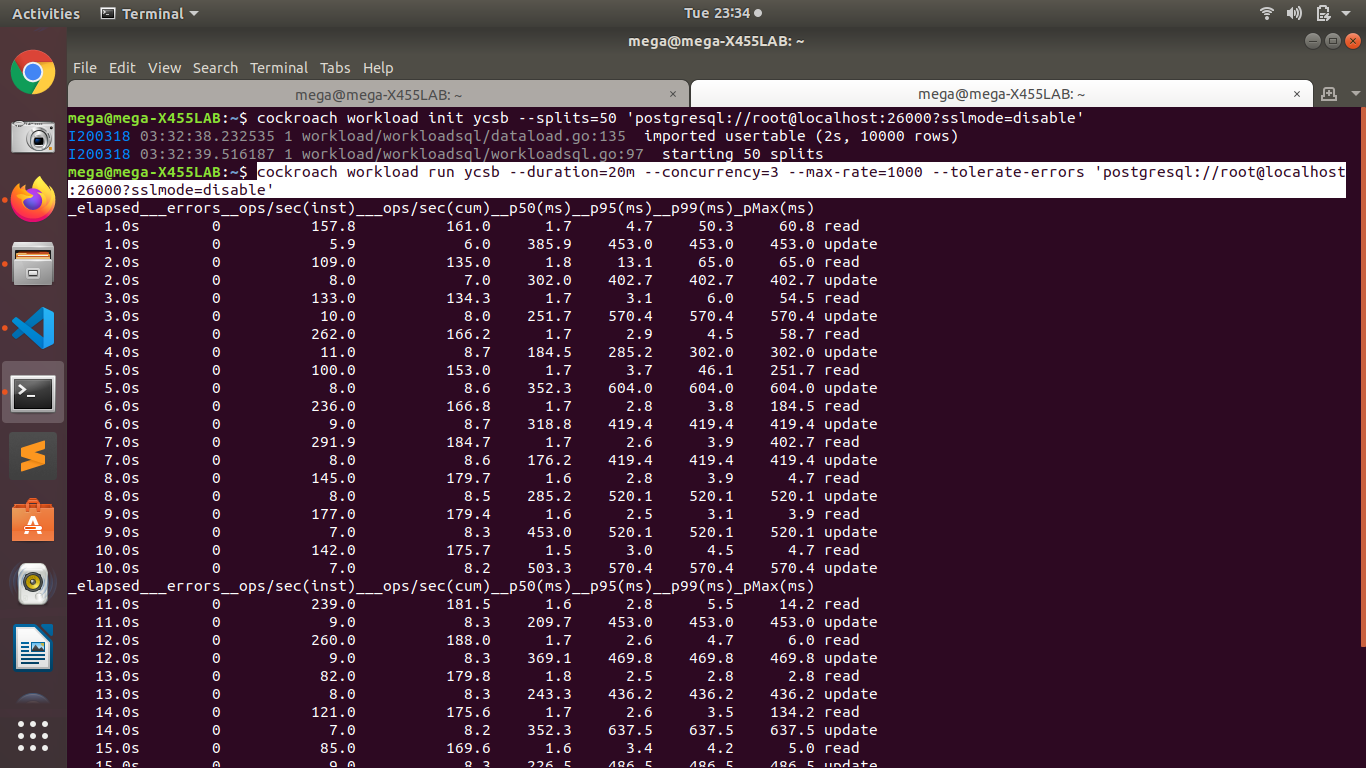 Activities Terminal Tue 23:34
mega@mega-X455LAB: ~
File Edit View Search Terminal Tabs Help
mega@mega-X455LAB: ~ × mega@mega-X455LAB: ~ ×
mega@mega-X455LAB:~$ cockroach workload init ycsb --splits=50 'postgresql://root@localhost:26000?sslmode=disable'
I200318 03:32:38.232535 1 workload/workloadsql/dataload.go:135  imported usertable (2s, 10000 rows)
I200318 03:32:39.516187 1 workload/workloadsql/workloadsql.go:97  starting 50 splits
mega@mega-X455LAB:~$ cockroach workload run ycsb --duration=20m --concurrency=3 --max-rate=1000 --tolerate-errors 'postgresql://root@localhost
:26000?sslmode=disable'
_elapsed___errors__ops/sec(inst)___ops/sec(cum)__p50(ms)__p95(ms)__p99(ms)_pMax(ms)
1.0s 0 157.8 161.0 1.7 4.7 50.3 60.8 read
1.0s 0 5.9 6.0 385.9 453.0 453.0 453.0 update
2.0s 0 109.0 135.0 1.8 13.1 65.0 65.0 read
2.0s 0 8.0 7.0 302.0 402.7 402.7 402.7 update
3.0s 0 133.0 134.3 1.7 3.1 6.0 54.5 read
3.0s 0 10.0 8.0 251.7 570.4 570.4 570.4 update
4.0s 0 262.0 166.2 1.7 2.9 4.5 58.7 read
4.0s 0 11.0 8.7 184.5 285.2 302.0 302.0 update
5.0s 0 100.0 153.0 1.7 3.7 46.1 251.7 read
5.0s 0 8.0 8.6 352.3 604.0 604.0 604.0 update
6.0s 0 236.0 166.8 1.7 2.8 3.8 184.5 read
6.0s 0 9.0 8.7 318.8 419.4 419.4 419.4 update
7.0s 0 291.9 184.7 1.7 2.6 3.9 402.7 read
7.0s 0 8.0 8.6 176.2 419.4 419.4 419.4 update
8.0s 0 145.0 179.7 1.6 2.8 3.9 4.7 read
8.0s 0 8.0 8.5 285.2 520.1 520.1 520.1 update
9.0s 0 177.0 179.4 1.6 2.5 3.1 3.9 read
9.0s 0 7.0 8.3 453.0 520.1 520.1 520.1 update
10.0s 0 142.0 175.7 1.5 3.0 4.5 4.7 read
10.0s 0 7.0 8.2 503.3 570.4 570.4 570.4 update
_elapsed___errors__ops/sec(inst)___ops/sec(cum)__p50(ms)__p95(ms)__p99(ms)_pMax(ms)
11.0s 0 239.0 181.5 1.6 2.8 5.5 14.2 read
11.0s 0 9.0 8.3 209.7 453.0 453.0 453.0 update
12.0s 0 260.0 188.0 1.7 2.6 4.7 6.0 read
12.0s 0 9.0 8.3 369.1 469.8 469.8 469.8 update
13.0s 0 82.0 179.8 1.8 2.5 2.8 2.8 read
13.0s 0 8.0 8.3 243.3 436.2 436.2 436.2 update
14.0s 0 121.0 175.6 1.7 2.6 3.5 134.2 read
14.0s 0 7.0 8.2 352.3 637.5 637.5 637.5 update
15.0s 0 85.0 169.6 1.6 3.4 4.2 5.0 read
15.0s 0 9.0 8.3 226.5 486.5 486.5 486.5 update